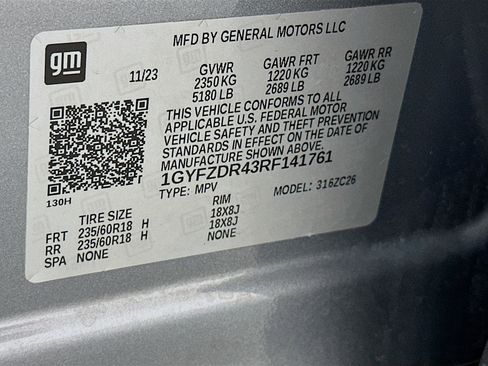 gm
MFD BY GENERAL MOTORS LLC
11/23
GVWR GAWR FRT GAWR RR
2350 KG 1220 KG 1220 KG
5180 LB 2689 LB 2689 LB
THIS VEHICLE CONFORMS TO ALL
APPLICABLE U.S. FEDERAL MOTOR
VEHICLE SAFETY AND THEFT PREVENTION
STANDARDS IN EFFECT ON THE DATE OF
MANUFACTURE SHOWN ABOVE.
1GYFZDR43RF141761
130H
TYPE: MPV MODEL: 316ZC26
TIRE SIZE RIM
FRT 235/60R18 H 18X8J
RR 235/60R18 H 18X8J
SPA NONE NONE